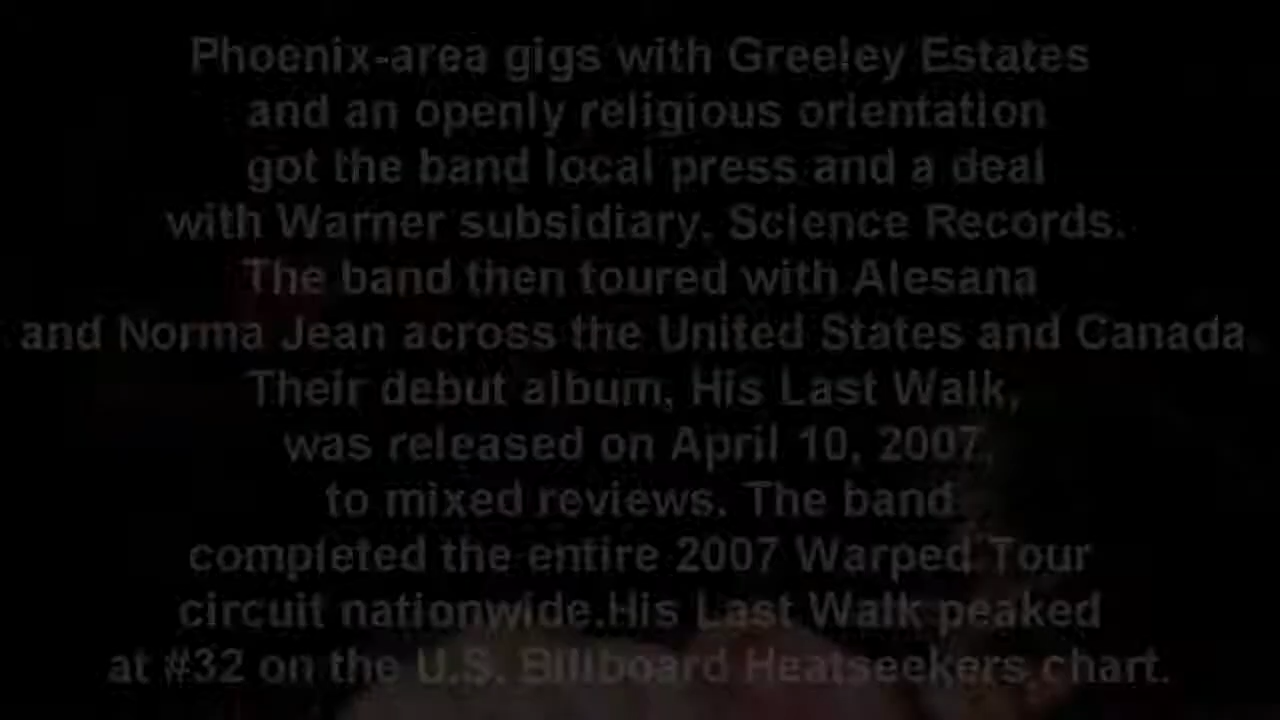 Phoenix-area gigs with Greeley Estates
and an openly religious orientation
got the band local press and a deal
with Warner subsidiary, Science Records.
The band then toured with Alesana
and Norma Jean across the United States and Canada
Their debut album, His Last Walk,
was released on April 10, 2007,
to mixed reviews. The band
completed the entire 2007 Warped Tour
circuit nationwide.His Last Walk peaked
at #32 on the U.S. Billboard Heatseekers chart.